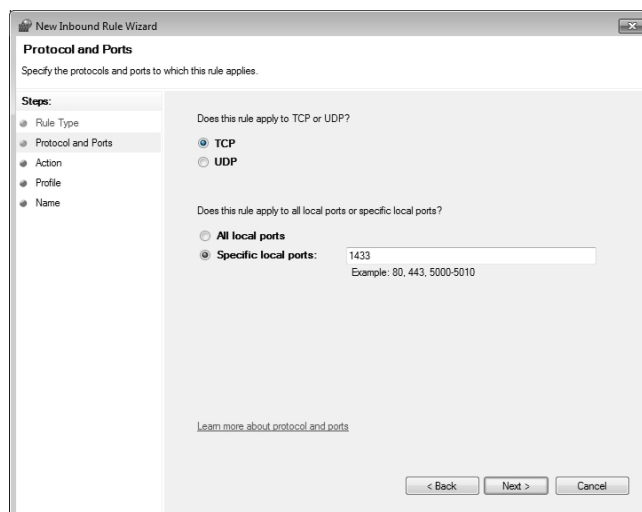 New Inbound Rule Wizard
Protocol and Ports
Specify the protocols and ports to which this rule applies.
Steps:
Rule Type
Protocol and Ports
Action
Profile
Name
Does this rule apply to TCP or UDP?
TCP
UDP
Does this rule apply to all local ports or specific local ports?
All local ports
Specific local ports: 1433
Example: 80, 443, 5000-5010
Learn more about protocol and ports
< Back Next > Cancel